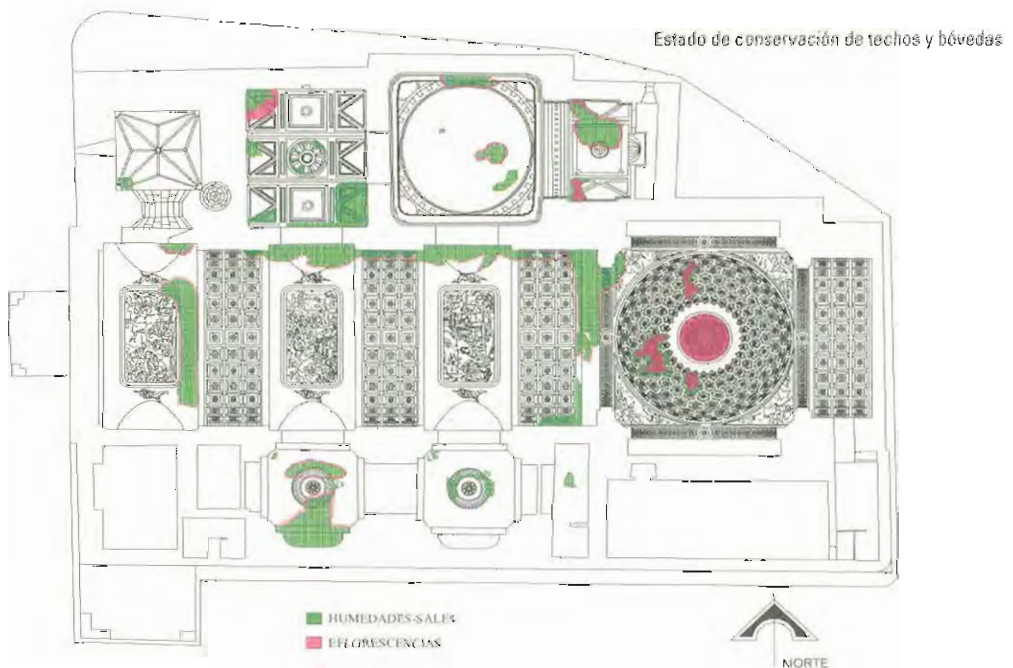 Estado de conservación de techos y bóvedas
HUMEDADES-SALES
EFLORESCENCIAS
NORTE